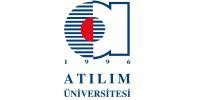 1 9 9 6
ATILIM
ÜNİVERSİTESİ